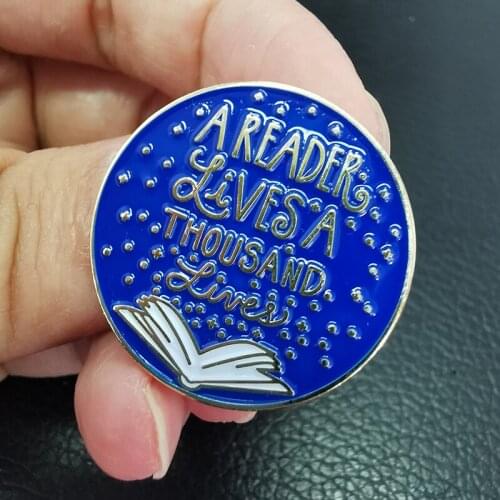 A READER
LiVES A
THOUSAND
Lives